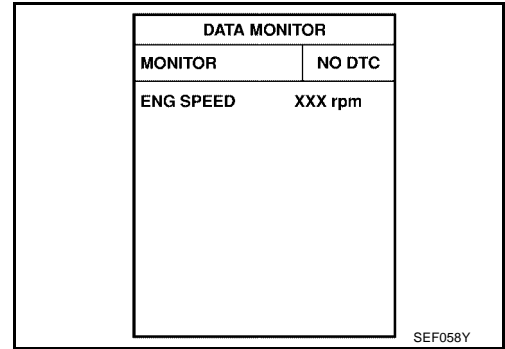 DATA MONITOR
MONITOR NO DTC
ENG SPEED XXX rpm
SEF058Y